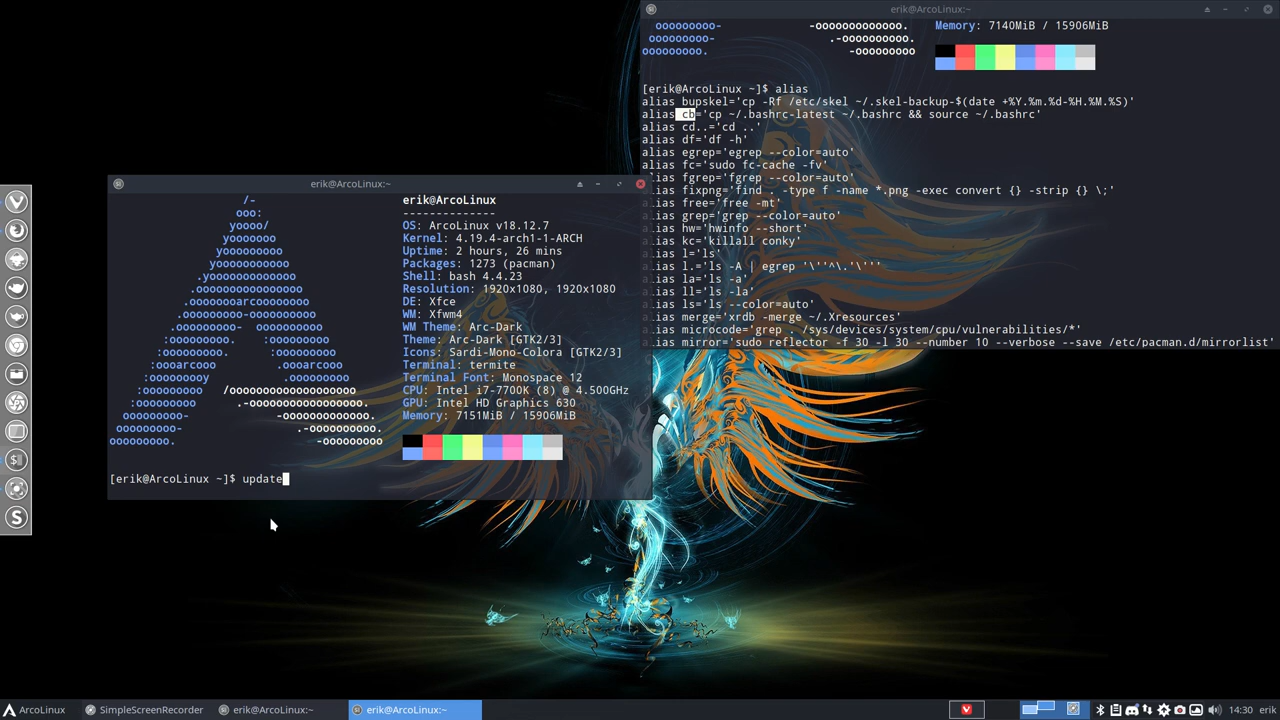 erik@ArcoLinux:~
Memory: 7140MiB / 15906MiB
[erik@ArcoLinux ~]$ alias
alias bupskel='cp -Rf /etc/skel ~/.skel-backup-$(date +%Y.%m.%d-%H.%M.%S)'
alias cb='cp ~/.bashrc-latest ~/.bashrc && source ~/.bashrc'
alias cd..='cd ..'
alias df='df -h'
alias egrep='egrep --color=auto'
alias fc='sudo fc-cache -fv'
alias fgrep='fgrep --color=auto'
alias fixpng='find . -type f -name *.png -exec convert {} -strip {} \;'
alias free='free -mt'
alias grep='grep --color=auto'
alias hw='hwinfo --short'
alias kc='killall conky'
alias l='ls'
alias l.='ls -A | egrep '\''^\.'\'''
alias la='ls -a'
alias ll='ls -la'
alias ls='ls --color=auto'
alias merge='xrdb -merge ~/.Xresources'
alias microcode='grep . /sys/devices/system/cpu/vulnerabilities/*'
alias mirror='sudo reflector -f 30 -l 30 --number 10 --verbose --save /etc/pacman.d/mirrorlist'
erik@ArcoLinux:~
erik@ArcoLinux
--------------
OS: ArcoLinux v18.12.7
Kernel: 4.19.4-arch1-1-ARCH
Uptime: 2 hours, 26 mins
Packages: 1273 (pacman)
Shell: bash 4.4.23
Resolution: 1920x1080, 1920x1080
DE: Xfce
WM: Xfwm4
WM Theme: Arc-Dark
Theme: Arc-Dark [GTK2/3]
Icons: Sardi-Mono-Colora [GTK2/3]
Terminal: termite
Terminal Font: Monospace 12
CPU: Intel i7-7700K (8) @ 4.500GHz
GPU: Intel HD Graphics 630
Memory: 7151MiB / 15906MiB
[erik@ArcoLinux ~]$ update
ArcoLinux
SimpleScreenRecorder
erik@ArcoLinux:~
erik@ArcoLinux:~
14:30
erik